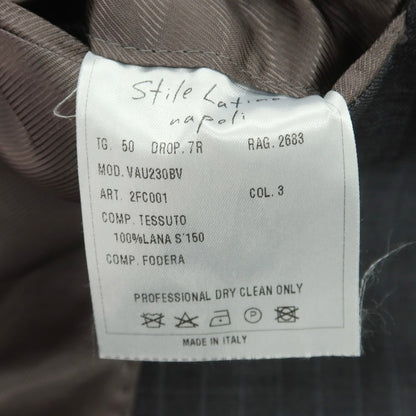 Stile Latino
napoli
TG. 50 DROP. 7R RAG. 2683
MOD. VAU230BV
ART. 2FC001 COL. 3
COMP. TESSUTO
100%LANA S'150
COMP. FODERA
PROFESSIONAL DRY CLEAN ONLY
P
MADE IN ITALY